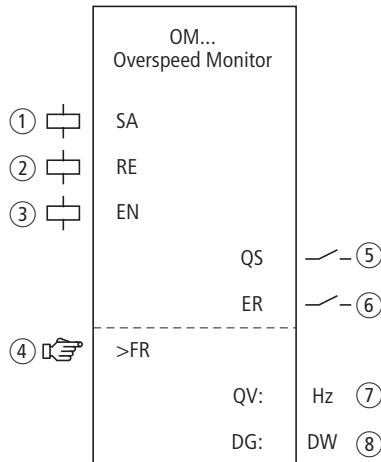 OM...
Overspeed Monitor
1 SA
2 RE
3 EN
QS 5
ER 6
4 >FR
QV: Hz 7
DG: DW 8